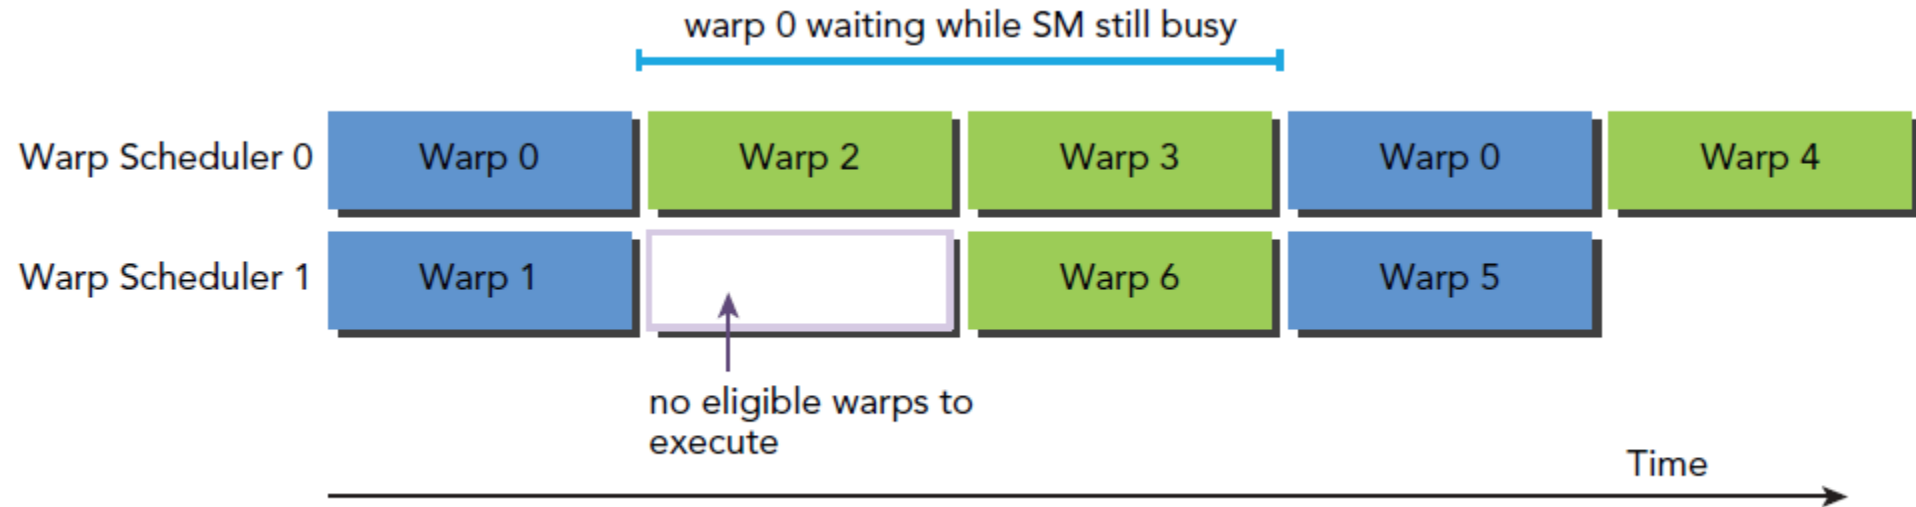 warp 0 waiting while SM still busy
Warp Scheduler 0 Warp 0 Warp 2 Warp 3 Warp 0 Warp 4
Warp Scheduler 1 Warp 1 Warp 6 Warp 5
no eligible warps to
execute
Time